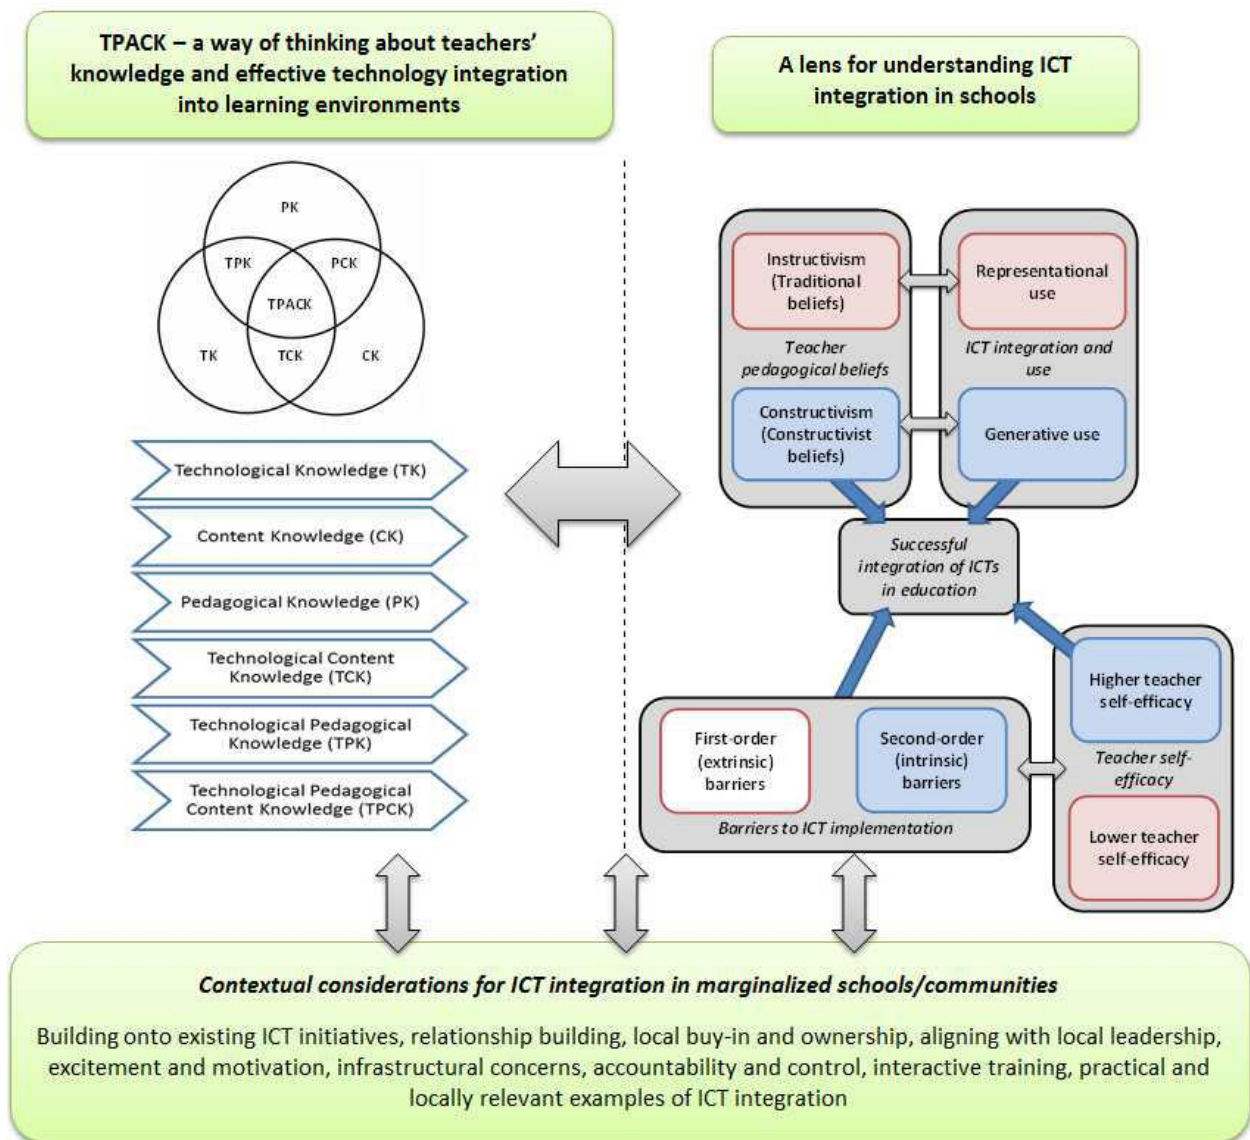 TPACK – a way of thinking about teachers'
knowledge and effective technology integration
into learning environments
A lens for understanding ICT
integration in schools
PK
TPK
PCK
TPACK
TK
TCK
CK
Technological Knowledge (TK)
Content Knowledge (CK)
Pedagogical Knowledge (PK)
Technological Content
Knowledge (TCK)
Technological Pedagogical
Knowledge (TPK)
Technological Pedagogical
Content Knowledge (TPCK)
Instructivism
(Traditional
beliefs)
Representational
use
Teacher
pedagogical beliefs
ICT integration and
use
Constructivism
(Constructivist
beliefs)
Generative use
Successful
integration of ICTs
in education
Higher teacher
self-efficacy
Teacher self-
efficacy
Lower teacher
self-efficacy
First-order
(extrinsic)
barriers
Second-order
(intrinsic)
barriers
Barriers to ICT implementation
Contextual considerations for ICT integration in marginalized schools/communities
Building onto existing ICT initiatives, relationship building, local buy-in and ownership, aligning with local leadership,
excitement and motivation, infrastructural concerns, accountability and control, interactive training, practical and
locally relevant examples of ICT integration